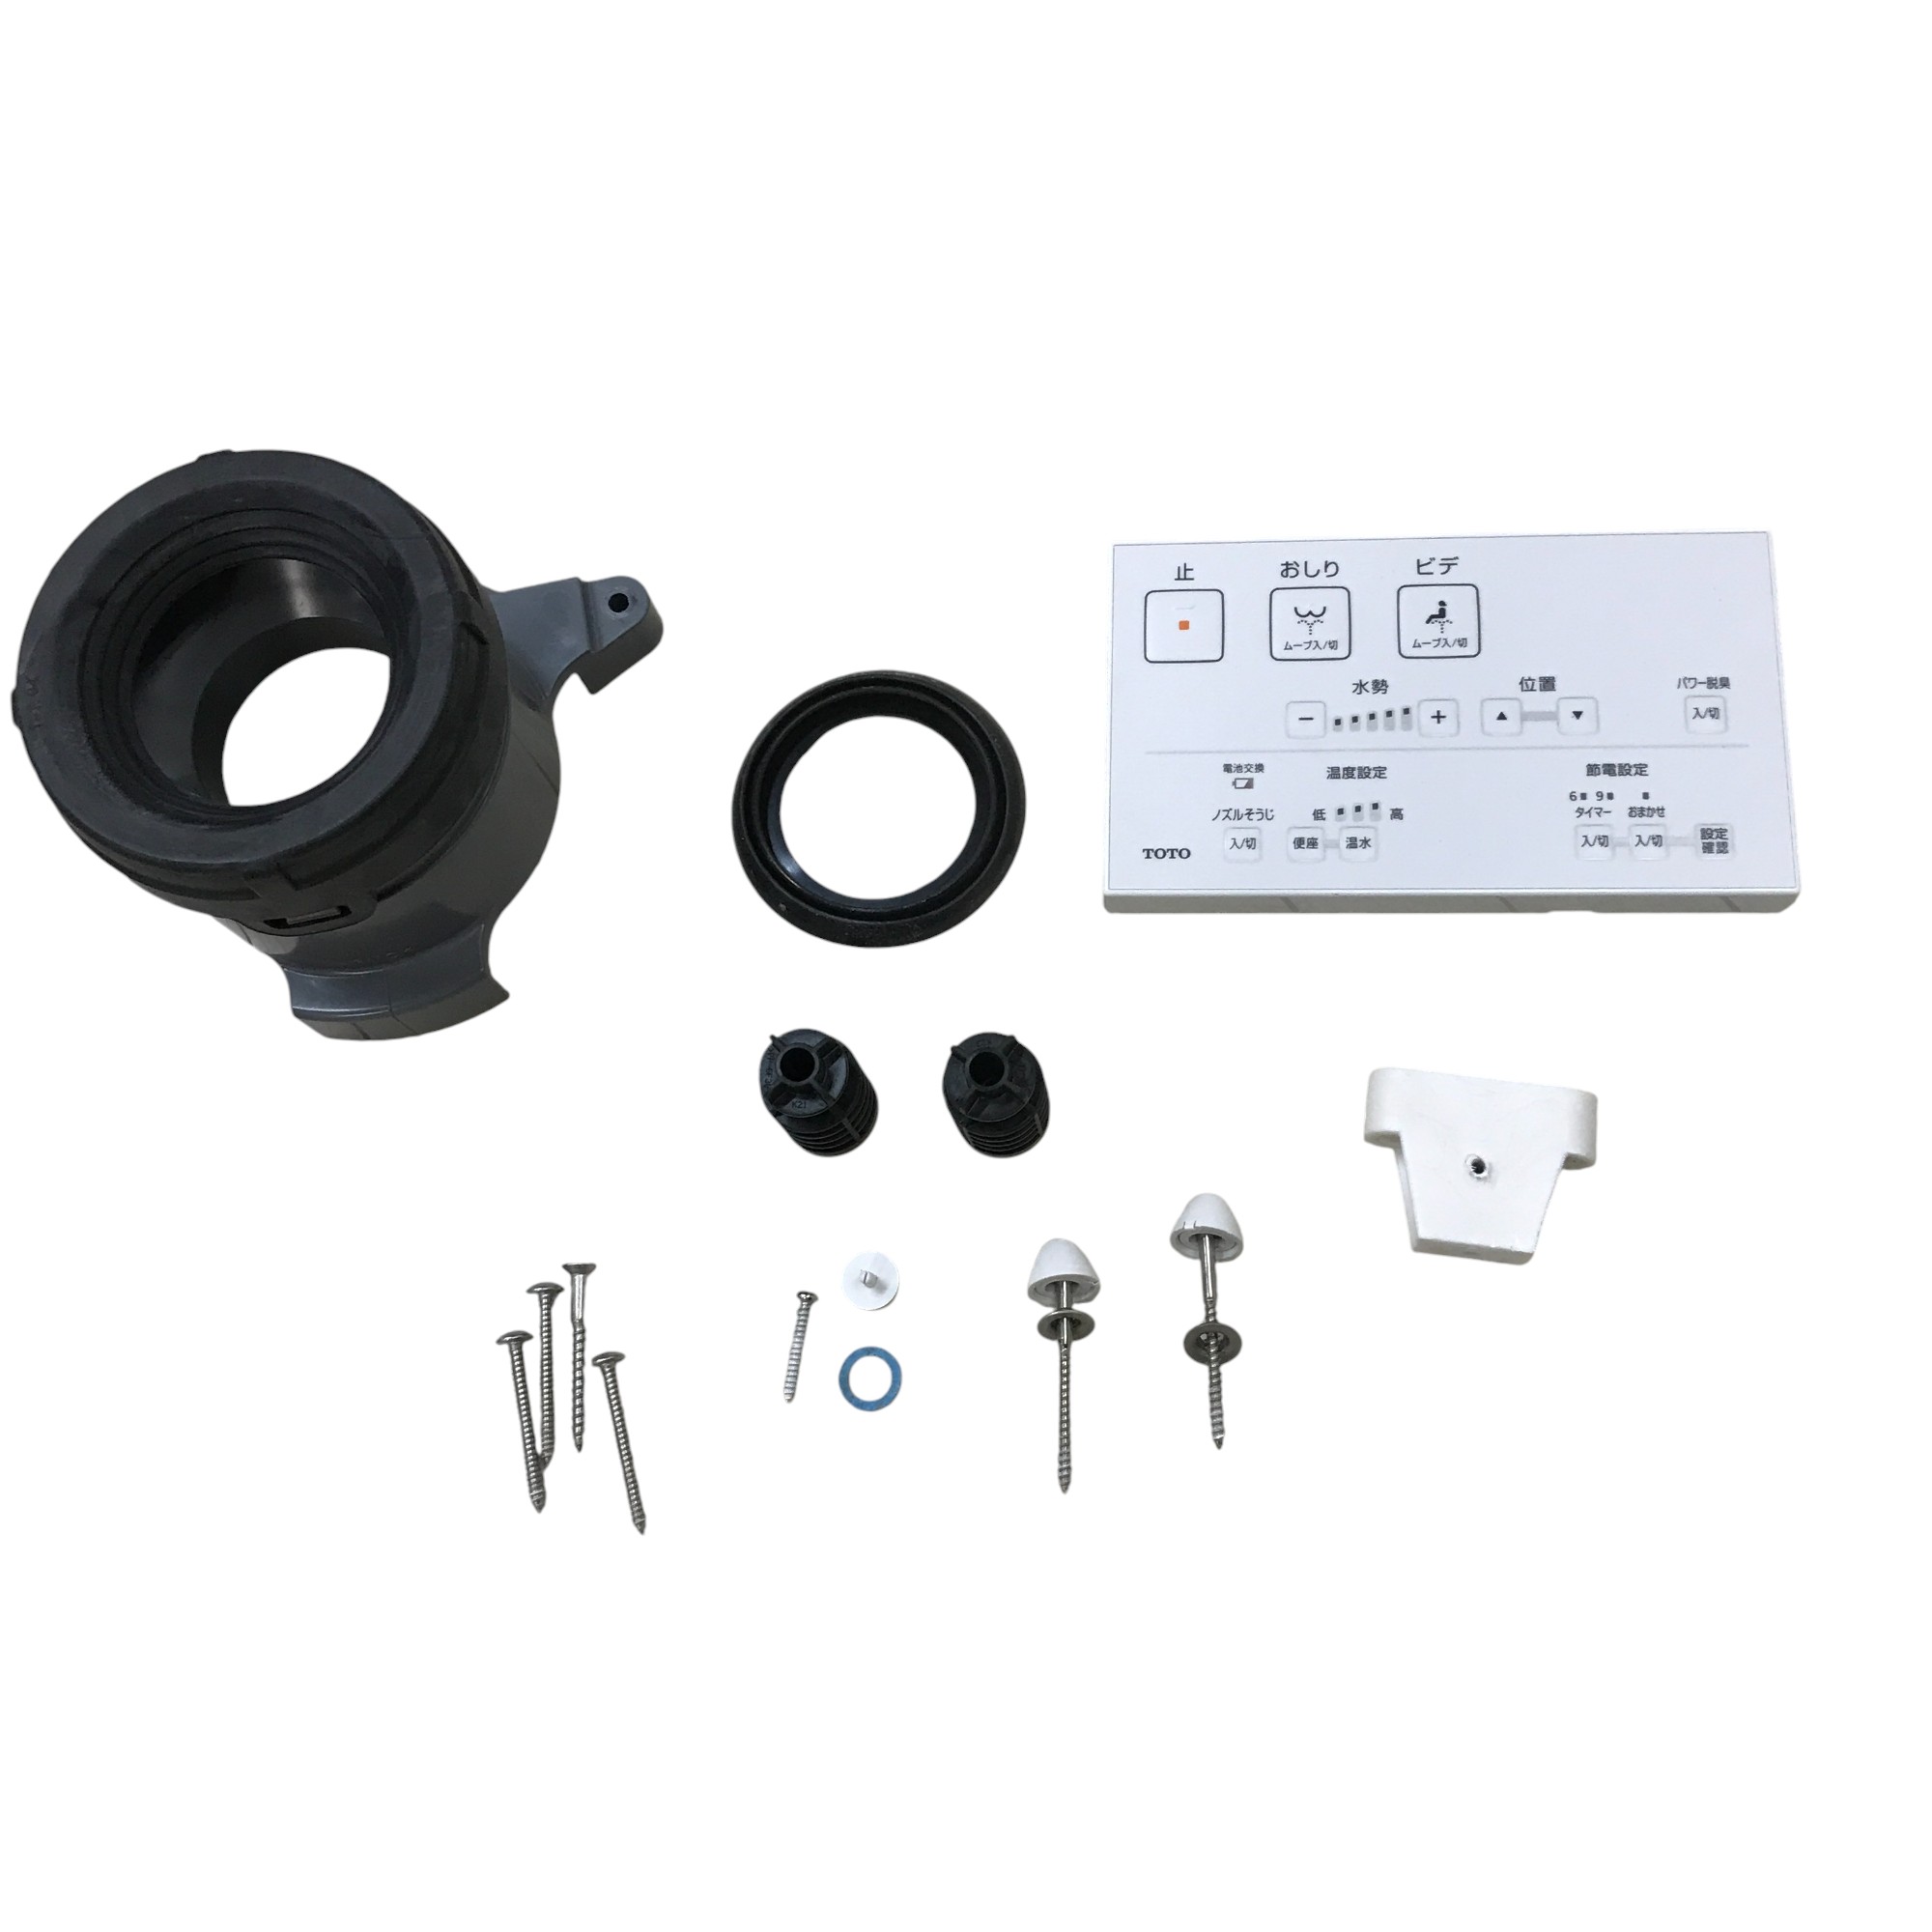 止 おしり ビデ
ムーブ入/切 ムーブ入/切
水勢 位置 パワー脱臭
− + ▲ ▼ 入/切
電池交換 温度設定 節電設定
6 9
ノズルそうじ 低 高 タイマー おまかせ
入/切 便座 温水 入/切 入/切 設定確認
TOTO
K21